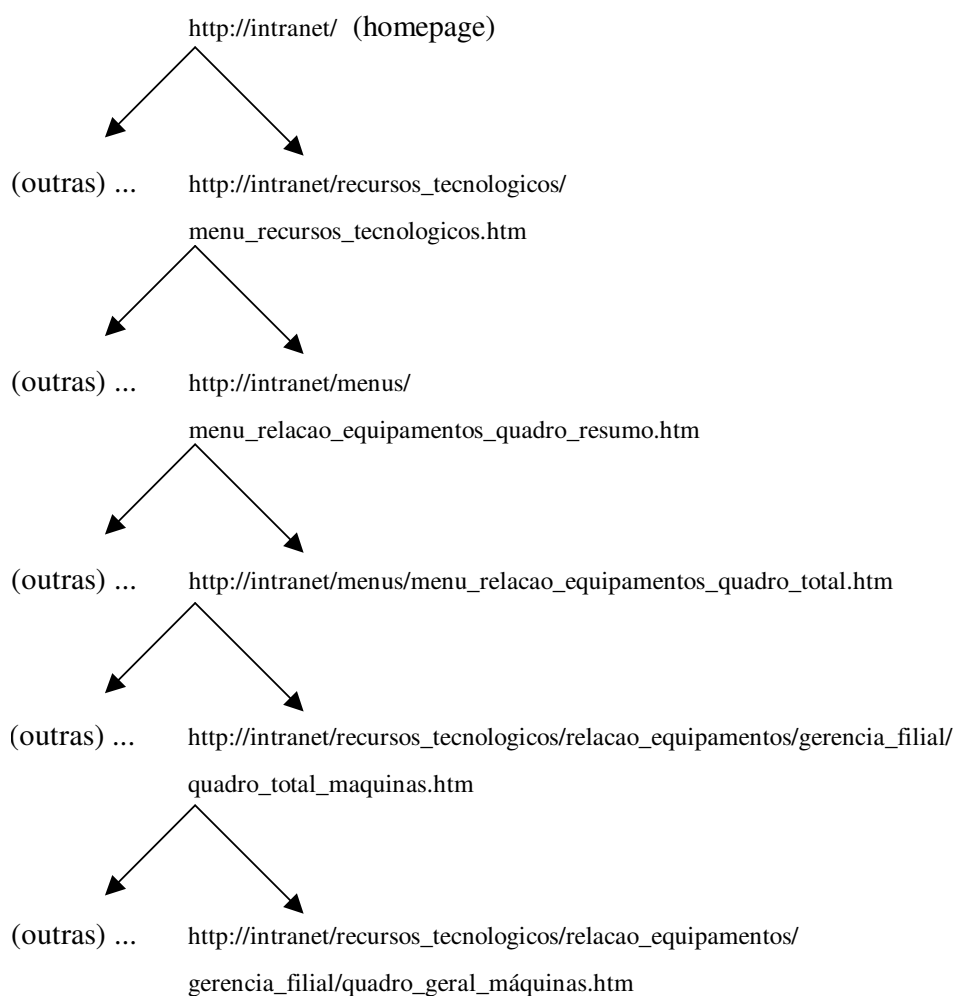 http://intranet/ (homepage)
(outras) ... http://intranet/recursos_tecnologicos/
menu_recursos_tecnologicos.htm
(outras) ... http://intranet/menus/
menu_relacao_equipamentos_quadro_resumo.htm
(outras) ... http://intranet/menus/menu_relacao_equipamentos_quadro_total.htm
(outras) ... http://intranet/recursos_tecnologicos/relacao_equipamentos/gerencia_filial/
quadro_total_maquinas.htm
(outras) ... http://intranet/recursos_tecnologicos/relacao_equipamentos/
gerencia_filial/quadro_geral_máquinas.htm